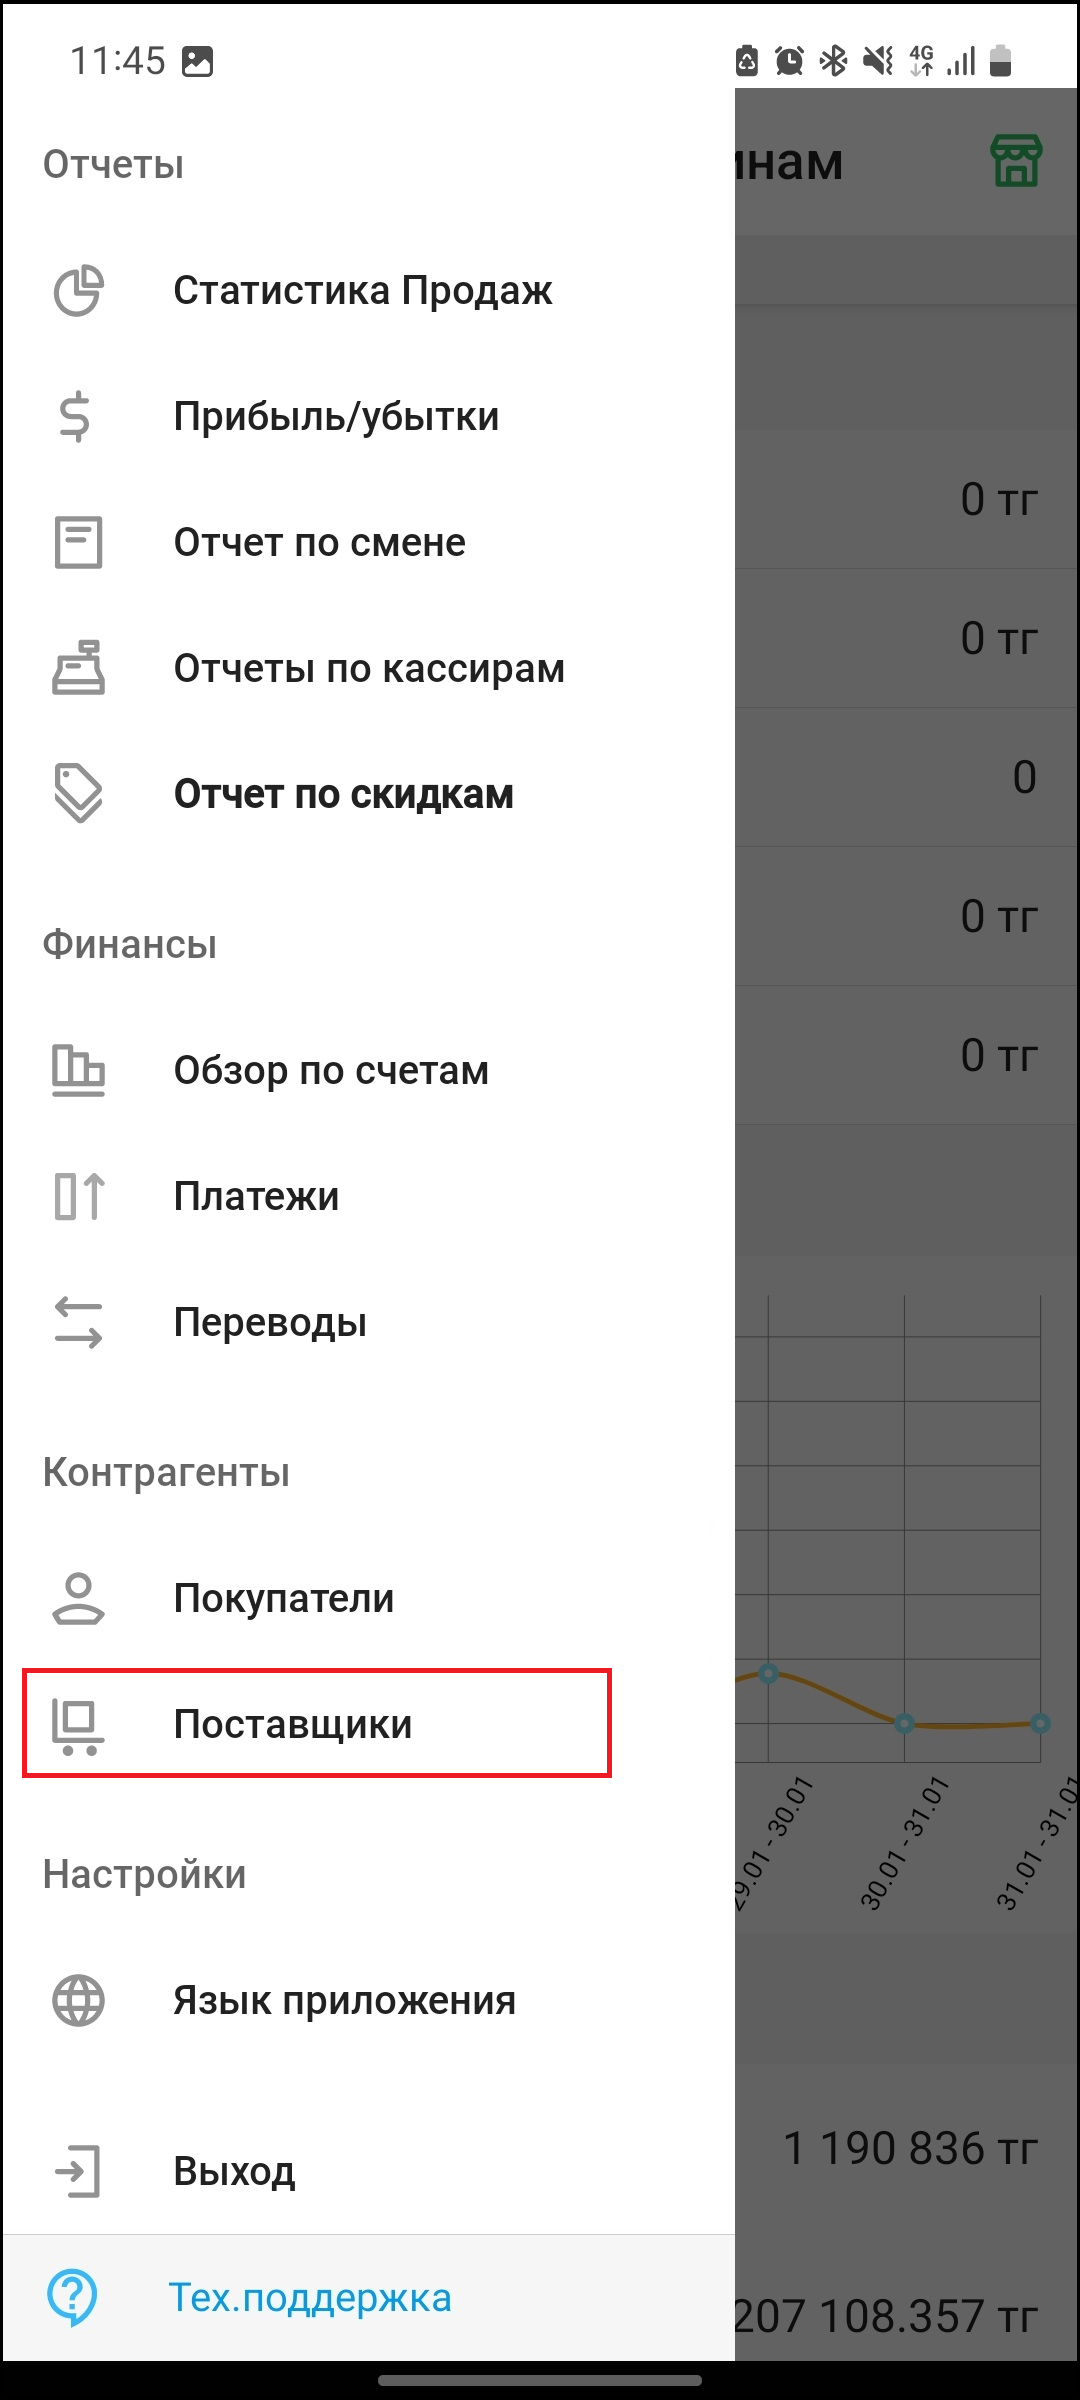 11:45
4G
Отчеты
Статистика Продаж
Прибыль/убытки
Отчет по смене
Отчеты по кассирам
Отчет по скидкам
Финансы
Обзор по счетам
Платежи
Переводы
Контрагенты
Покупатели
Поставщики
Настройки
Язык приложения
Выход
Тех.поддержка
инам
0 тг
0 тг
0
0 тг
0 тг
29.01 - 30.01
30.01 - 31.01
31.01 - 31.01
1 190 836 тг
207 108.357 тг